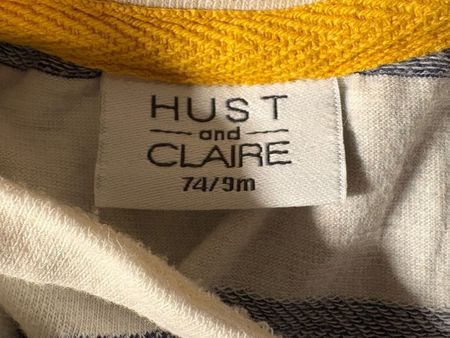 HUST
and
CLAIRE
74/9m